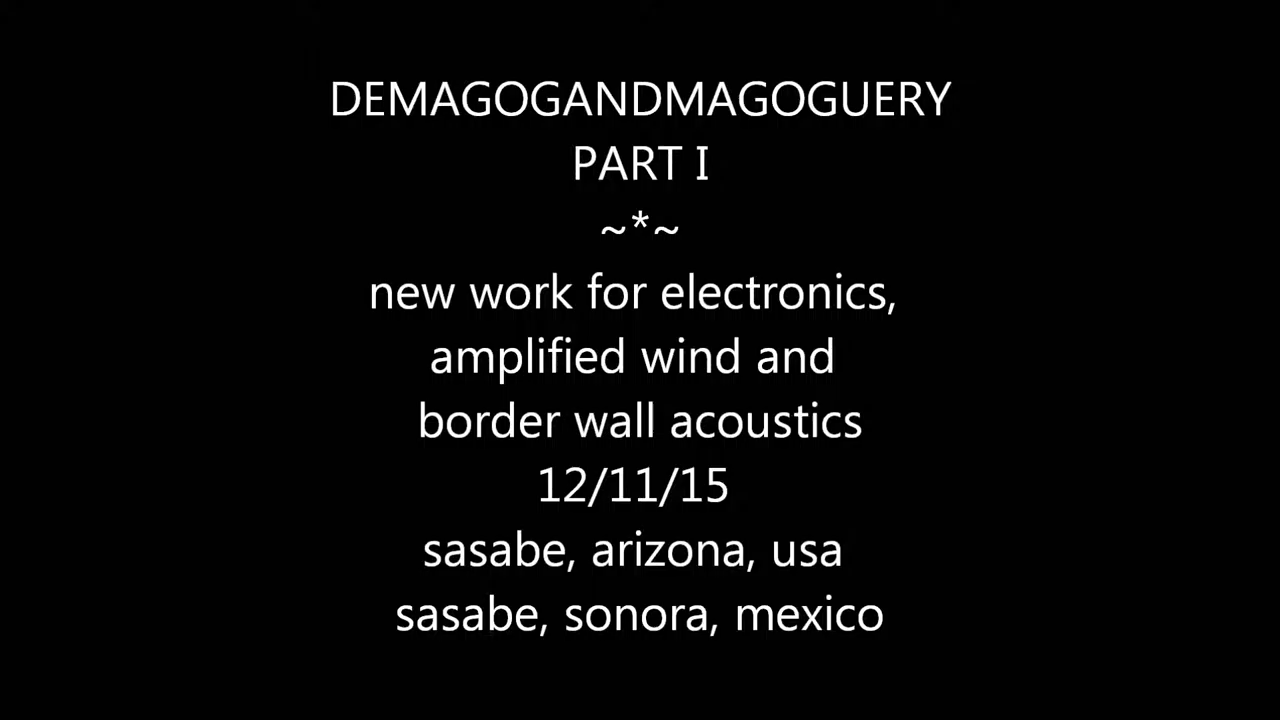 DEMAGOGANDMAGOGUERY
PART I
~*~
new work for electronics,
amplified wind and
border wall acoustics
12/11/15
sasabe, arizona, usa
sasabe, sonora, mexico